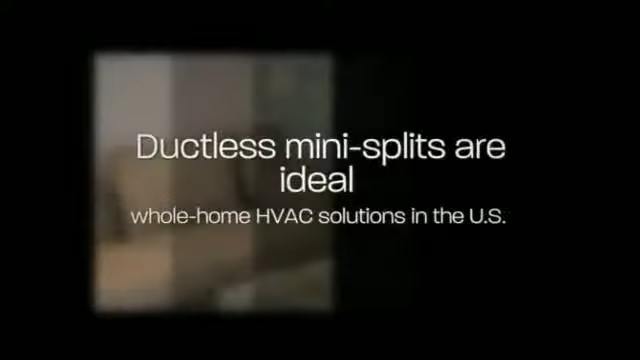 Ductless mini-splits are
ideal
whole-home HVAC solutions in the U.S.